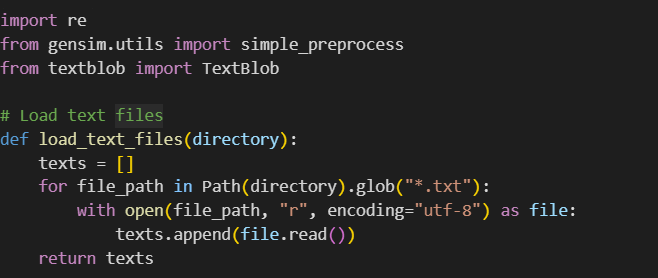 import re
from gensim.utils import simple_preprocess
from textblob import TextBlob

# Load text files
def load_text_files(directory):
    texts = []
    for file_path in Path(directory).glob("*.txt"):
        with open(file_path, "r", encoding="utf-8") as file:
            texts.append(file.read())
    return texts